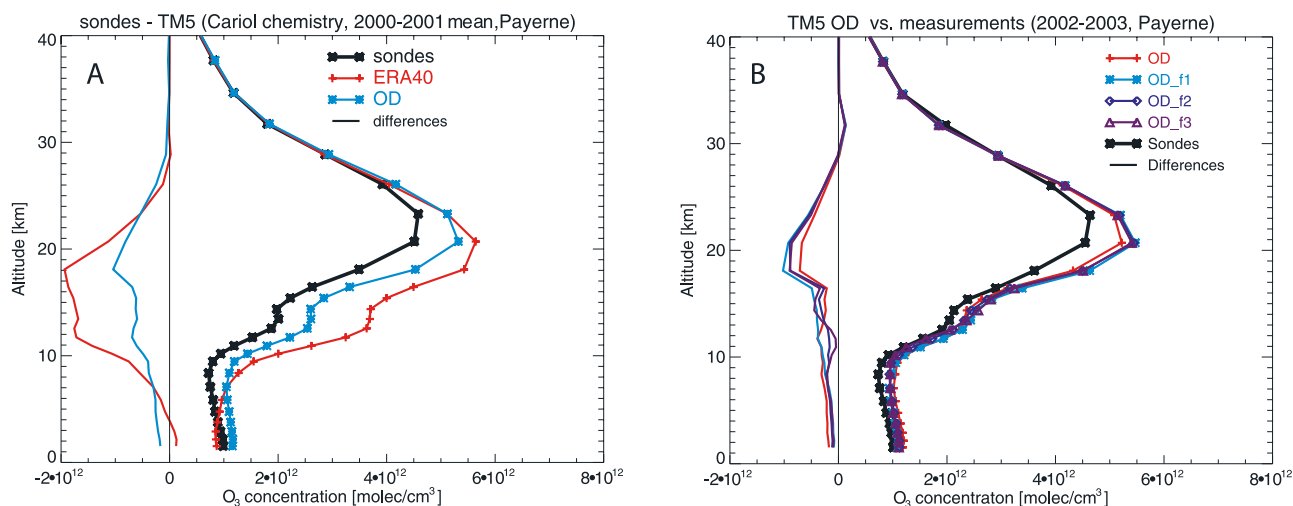 sondes - TM5 (Cariol chemistry, 2000-2001 mean,Payerne)
A
sondes
ERA40
OD
differences
40
30
20
10
0
Altitude [km]
-2•10¹² 0 2•10¹² 4•10¹² 6•10¹² 8•10¹²
O₃ concentration [molec/cm³]
TM5 OD vs. measurements (2002-2003, Payerne)
B
OD
OD_f1
OD_f2
OD_f3
Sondes
Differences
40
30
20
10
0
Altitude [km]
-2•10¹² 0 2•10¹² 4•10¹² 6•10¹² 8•10¹²
O₃ concentraton [molec/cm³]